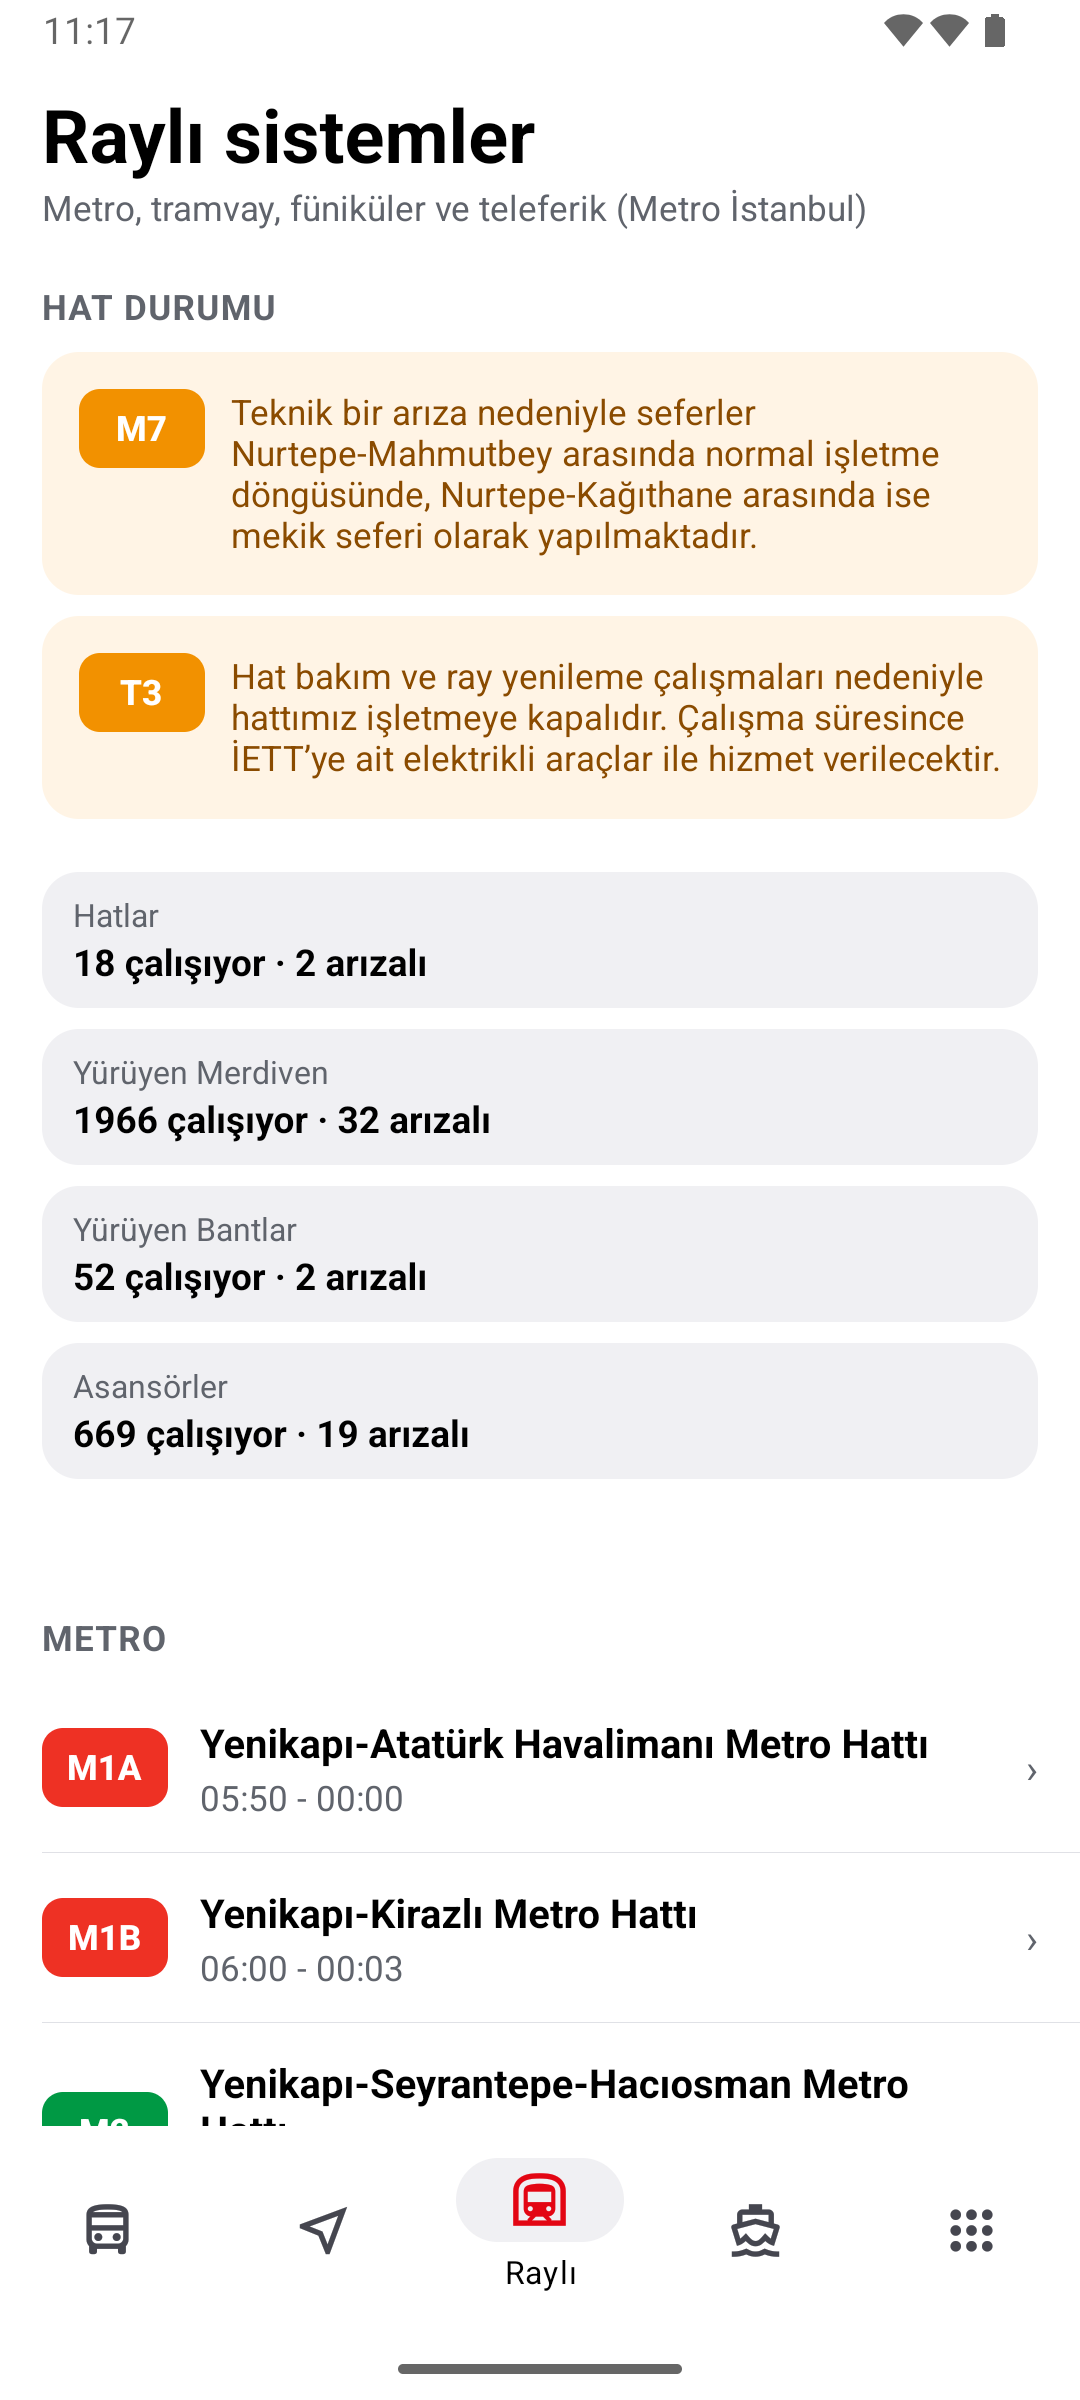 11:17
Raylı sistemler
Metro, tramvay, füniküler ve teleferik (Metro İstanbul)
HAT DURUMU
M7
Teknik bir arıza nedeniyle seferler
Nurtepe-Mahmutbey arasında normal işletme
döngüsünde, Nurtepe-Kağıthane arasında ise
mekik seferi olarak yapılmaktadır.
T3
Hat bakım ve ray yenileme çalışmaları nedeniyle
hattımız işletmeye kapalıdır. Çalışma süresince
İETT’ye ait elektrikli araçlar ile hizmet verilecektir.
Hatlar
18 çalışıyor · 2 arızalı
Yürüyen Merdiven
1966 çalışıyor · 32 arızalı
Yürüyen Bantlar
52 çalışıyor · 2 arızalı
Asansörler
669 çalışıyor · 19 arızalı
METRO
M1A
Yenikapı-Atatürk Havalimanı Metro Hattı
05:50 - 00:00
›
M1B
Yenikapı-Kirazlı Metro Hattı
06:00 - 00:03
›
Yenikapı-Seyrantepe-Hacıosman Metro
Raylı